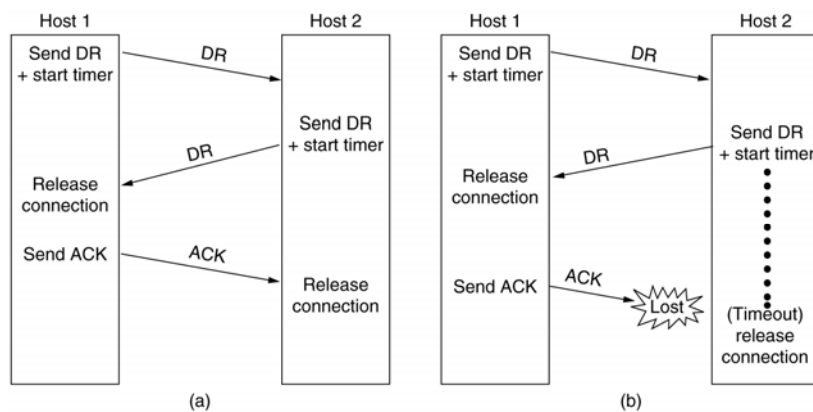 Host 1
Host 2
Send DR
+ start timer
DR
Send DR
+ start timer
DR
Release
connection
Send ACK
ACK
Release
connection
(a)
Host 1
Host 2
Send DR
+ start timer
DR
Send DR
+ start timer
DR
Release
connection
Send ACK
ACK
Lost
(Timeout)
release
connection
(b)